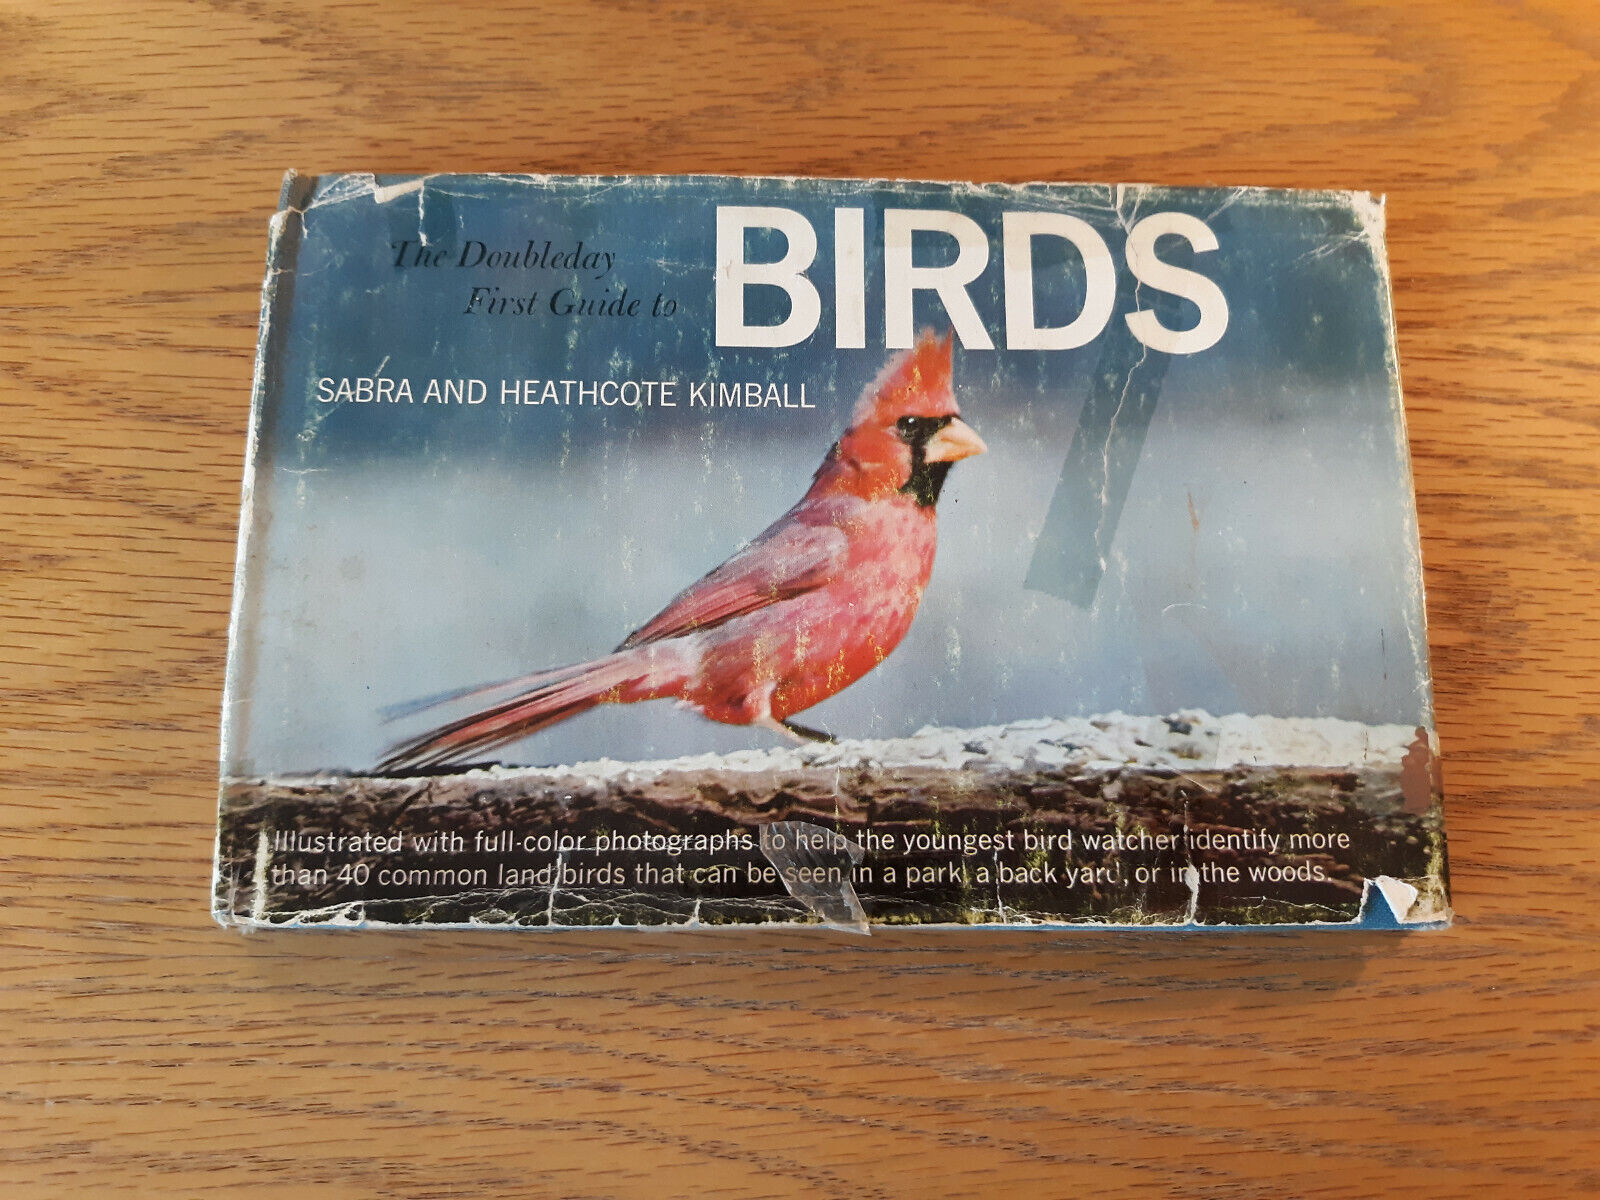 The Doubleday
First Guide to
BIRDS
SABRA AND HEATHCOTE KIMBALL
Illustrated with full-color photographs to help the youngest bird watcher identify more
than 40 common land birds that can be seen in a park, a back yard, or in the woods.